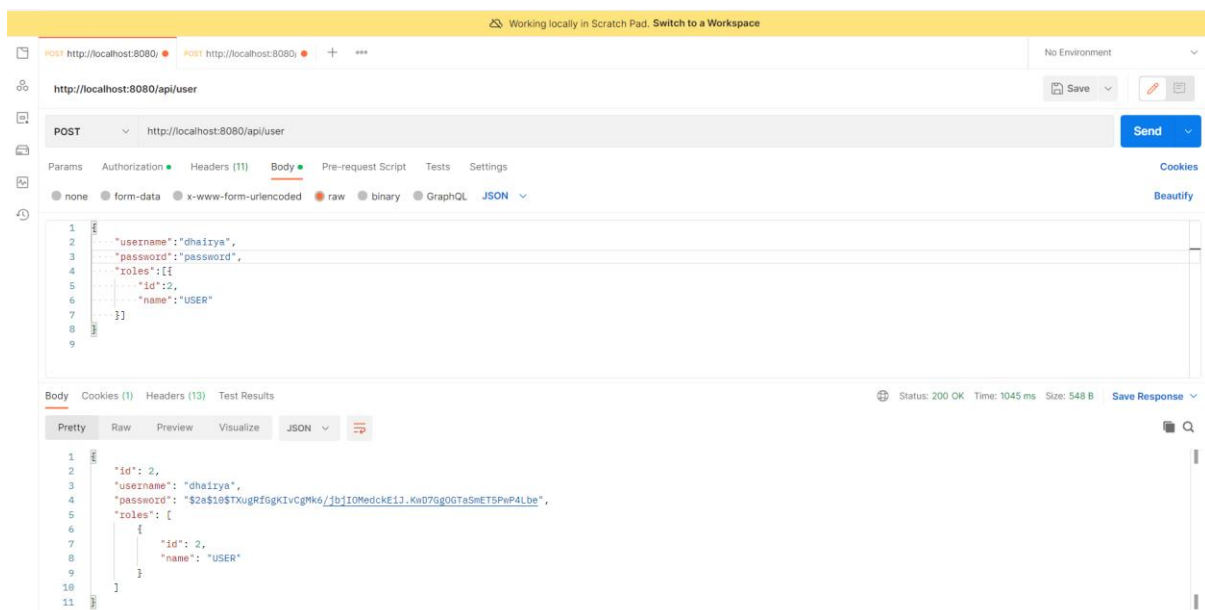 Working locally in Scratch Pad. Switch to a Workspace
POST http://localhost:8080/ POST http://localhost:8080/ + No Environment
http://localhost:8080/api/user Save
POST http://localhost:8080/api/user Send
Params Authorization Headers (11) Body Pre-request Script Tests Settings Cookies
none form-data x-www-form-urlencoded raw binary GraphQL JSON Beautify
1 {
2 "username":"dhairya",
3 "password":"password",
4 "roles":[{
5 "id":2,
6 "name":"USER"
7 }]
8 }
9
Body Cookies (1) Headers (13) Test Results Status: 200 OK Time: 1045 ms Size: 548 B Save Response
Pretty Raw Preview Visualize JSON
1 {
2 "id": 2,
3 "username": "dhairya",
4 "password": "$2a$10$TXugRfGgKIvCgMk6/jbjIOMedckEiJ.KwD7GgOGTaSmET5PwP4Lbe",
5 "roles": [
6 {
7 "id": 2,
8 "name": "USER"
9 }
10 ]
11 }